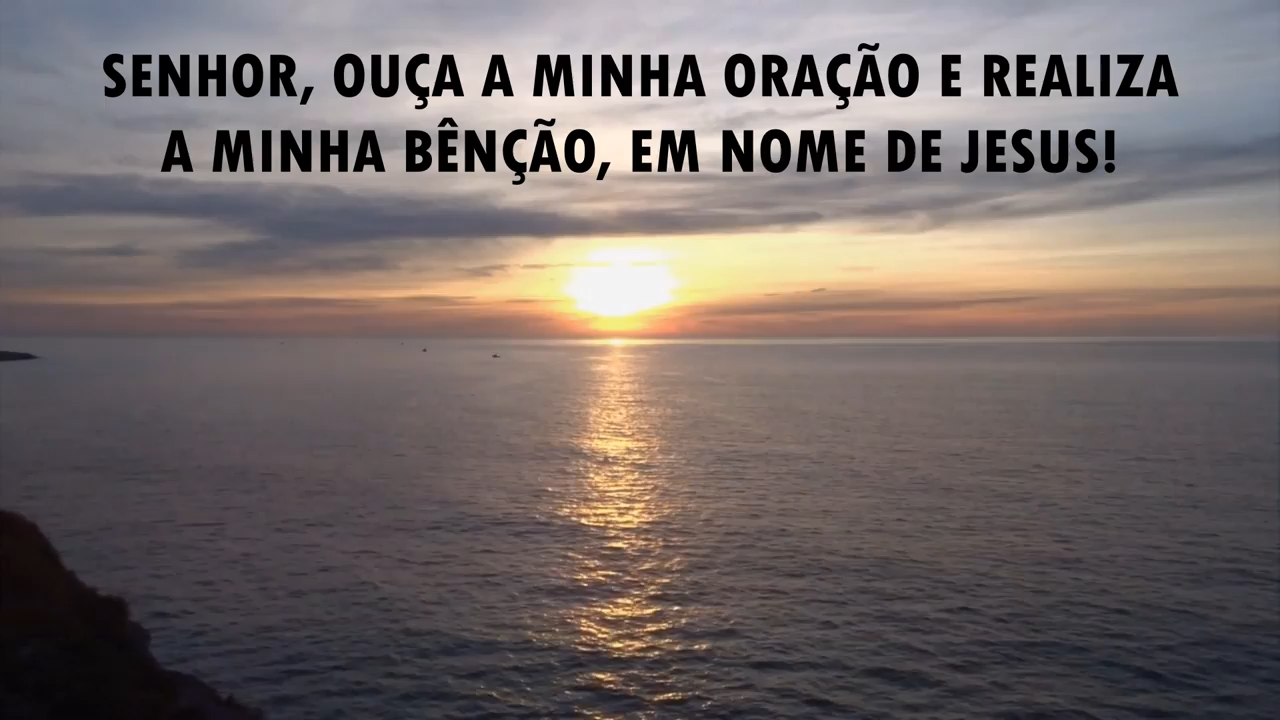 SENHOR, OUÇA A MINHA ORAÇÃO E REALIZA
A MINHA BÊNÇÃO, EM NOME DE JESUS!